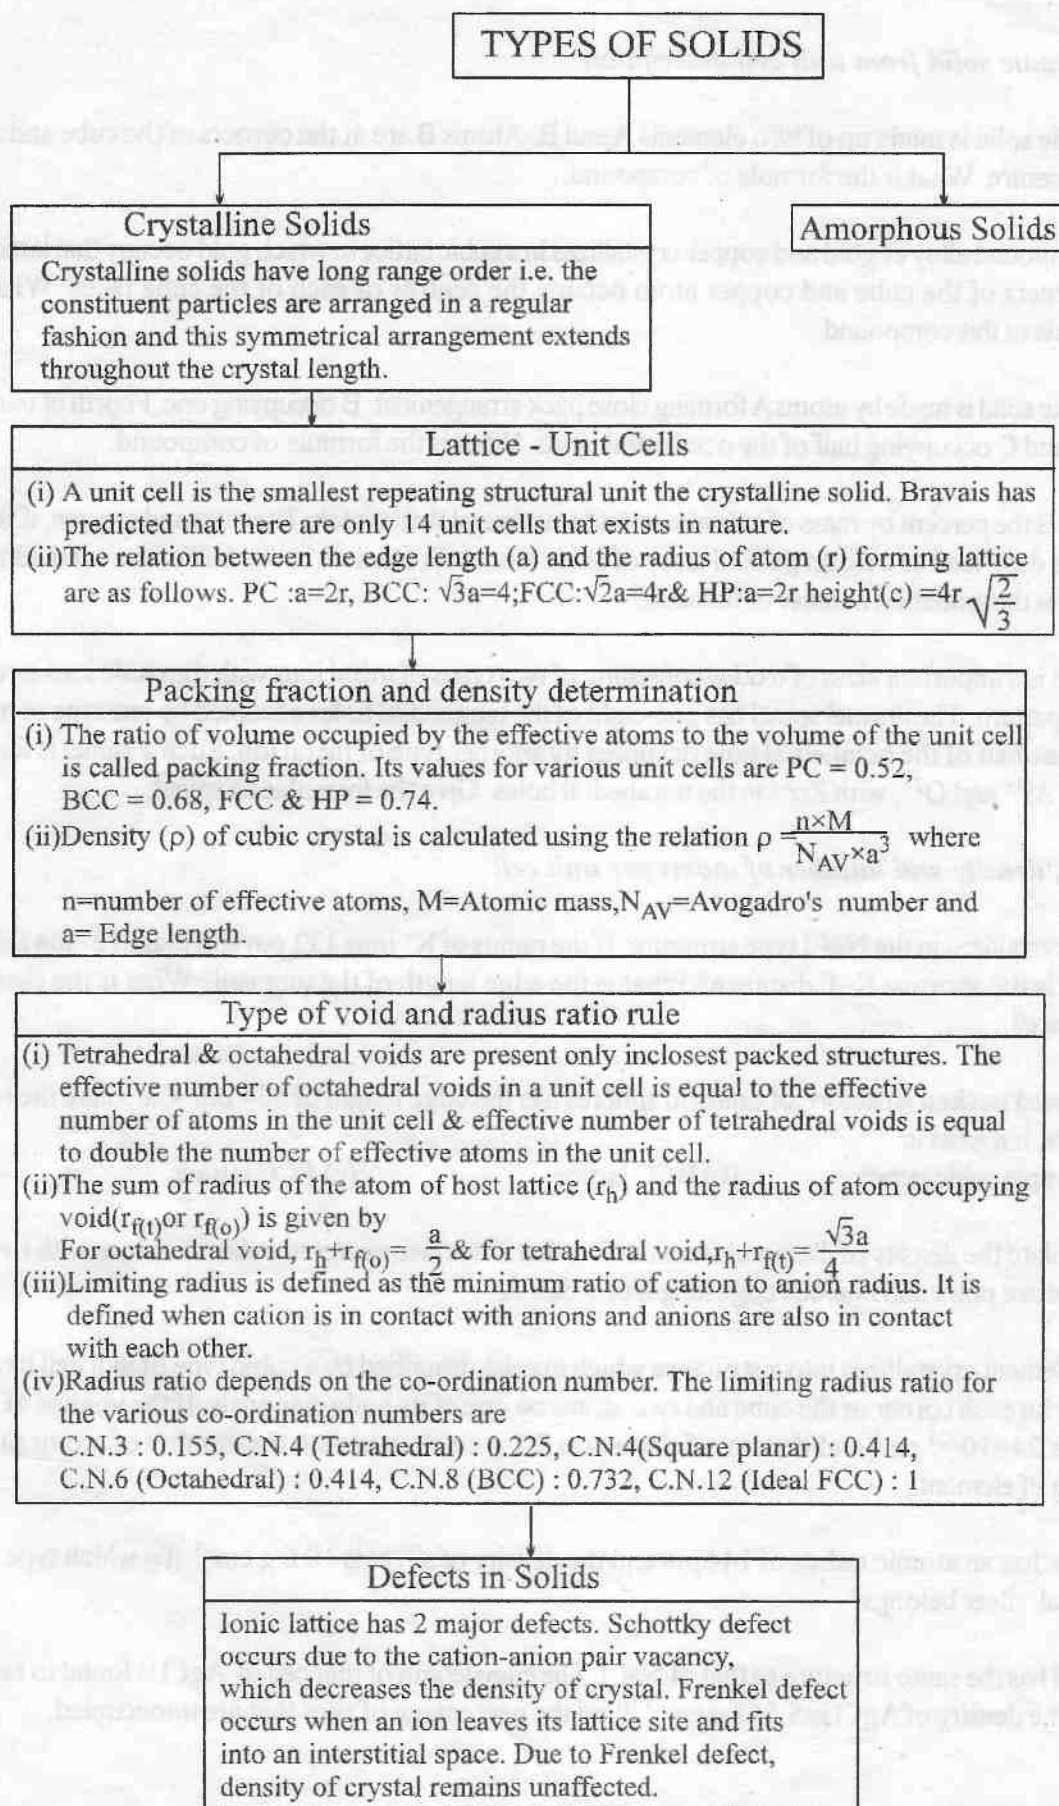 TYPES OF SOLIDS
Crystalline Solids
Crystalline solids have long range order i.e. the
constituent particles are arranged in a regular
fashion and this symmetrical arrangement extends
throughout the crystal length.
Amorphous Solids
Lattice - Unit Cells
(i) A unit cell is the smallest repeating structural unit the crystalline solid. Bravais has
predicted that there are only 14 unit cells that exists in nature.
(ii)The relation between the edge length (a) and the radius of atom (r) forming lattice
are as follows. PC :a=2r, BCC: √3a=4;FCC:√2a=4r& HP:a=2r height(c) =4r√(2/3)
Packing fraction and density determination
(i) The ratio of volume occupied by the effective atoms to the volume of the unit cell
is called packing fraction. Its values for various unit cells are PC = 0.52,
BCC = 0.68, FCC & HP = 0.74.
(ii)Density (ρ) of cubic crystal is calculated using the relation ρ = (n×M)/(N_AV×a³) where
n=number of effective atoms, M=Atomic mass,N_AV=Avogadro's number and
a= Edge length.
Type of void and radius ratio rule
(i) Tetrahedral & octahedral voids are present only inclosest packed structures. The
effective number of octahedral voids in a unit cell is equal to the effective
number of atoms in the unit cell & effective number of tetrahedral voids is equal
to double the number of effective atoms in the unit cell.
(ii)The sum of radius of the atom of host lattice (r_h) and the radius of atom occupying
void(r_f(t)or r_f(o)) is given by
For octahedral void, r_h+r_f(o)= a/2 & for tetrahedral void,r_h+r_f(t)= √3a/4
(iii)Limiting radius is defined as the minimum ratio of cation to anion radius. It is
defined when cation is in contact with anions and anions are also in contact
with each other.
(iv)Radius ratio depends on the co-ordination number. The limiting radius ratio for
the various co-ordination numbers are
C.N.3 : 0.155, C.N.4 (Tetrahedral) : 0.225, C.N.4(Square planar) : 0.414,
C.N.6 (Octahedral) : 0.414, C.N.8 (BCC) : 0.732, C.N.12 (Ideal FCC) : 1
Defects in Solids
Ionic lattice has 2 major defects. Schottky defect
occurs due to the cation-anion pair vacancy,
which decreases the density of crystal. Frenkel defect
occurs when an ion leaves its lattice site and fits
into an interstitial space. Due to Frenkel defect,
density of crystal remains unaffected.